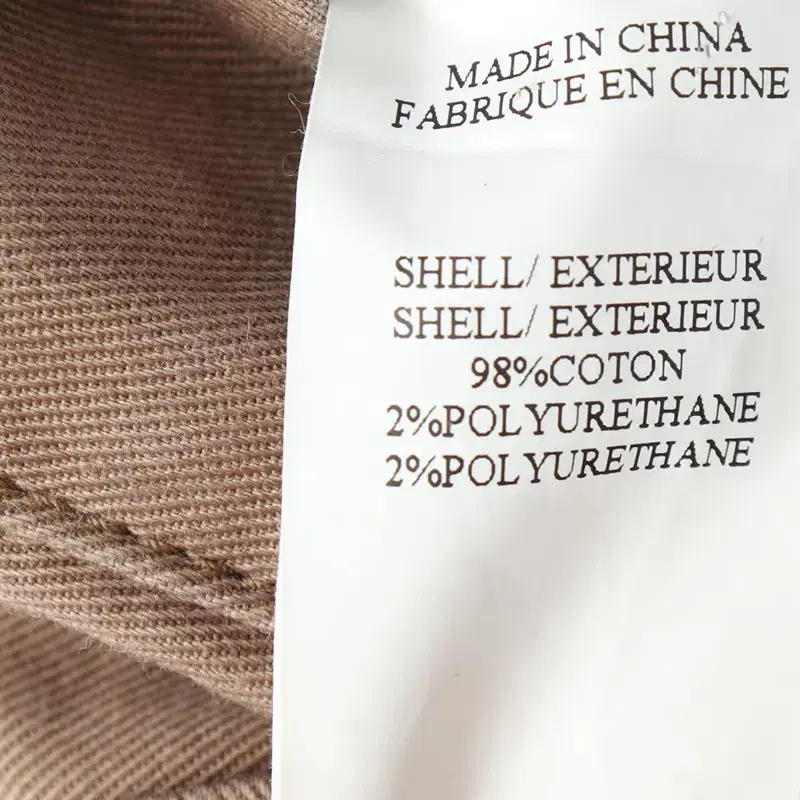 MADE IN CHINA
FABRIQUE EN CHINE
SHELL/ EXTERIEUR
SHELL/ EXTERIEUR
98%COTON
2%POLYURETHANE
2%POLYURETHANE